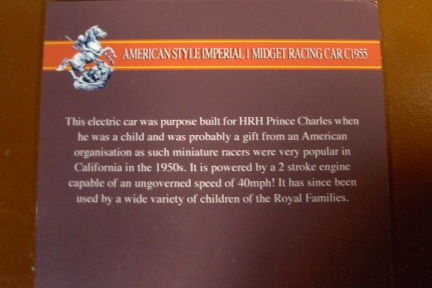 AMERICAN STYLE IMPERIAL 1 MIDGET RACING CAR C1955
This electric car was purpose built for HRH Prince Charles when
he was a child and was probably a gift from an American
organisation as such miniature racers were very popular in
California in the 1950s. It is powered by a 2 stroke engine
capable of an ungoverned speed of 40mph! It has since been
used by a wide variety of children of the Royal Families.